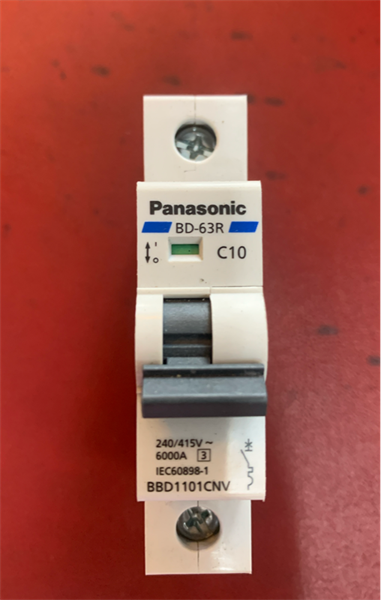 Panasonic
BD-63R
I
O
C10
240/415V ~
6000A 3
IEC60898-1
BBD1101CNV